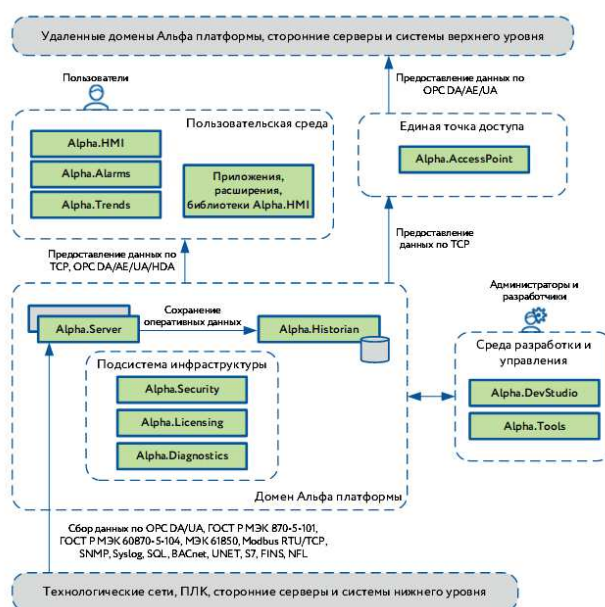 Удаленные домены Альфа платформы, сторонние серверы и системы верхнего уровня
Пользователи
Предоставление данных по
OPC DA/AE/UA
Пользовательская среда
Alpha.HMI
Alpha.Alarms
Alpha.Trends
Приложения,
расширения,
библиотеки Alpha.HMI
Единая точка доступа
Alpha.AccessPoint
Предоставление данных по
TCP, OPC DA/AE/UA/HDA
Предоставление
данных по TCP
Alpha.Server
Сохранение
оперативных данных
Alpha.Historian
Подсистема инфраструктуры
Alpha.Security
Alpha.Licensing
Alpha.Diagnostics
Домен Альфа платформы
Администраторы и
разработчики
Среда разработки и
управления
Alpha.DevStudio
Alpha.Tools
Сбор данных по OPC DA/UA, ГОСТ Р МЭК 870-5-101,
ГОСТ Р МЭК 60870-5-104, МЭК 61850, Modbus RTU/TCP,
SNMP, Syslog, SQL, BACnet, UNET, S7, FINS, NFL
Технологические сети, ПЛК, сторонние серверы и системы нижнего уровня